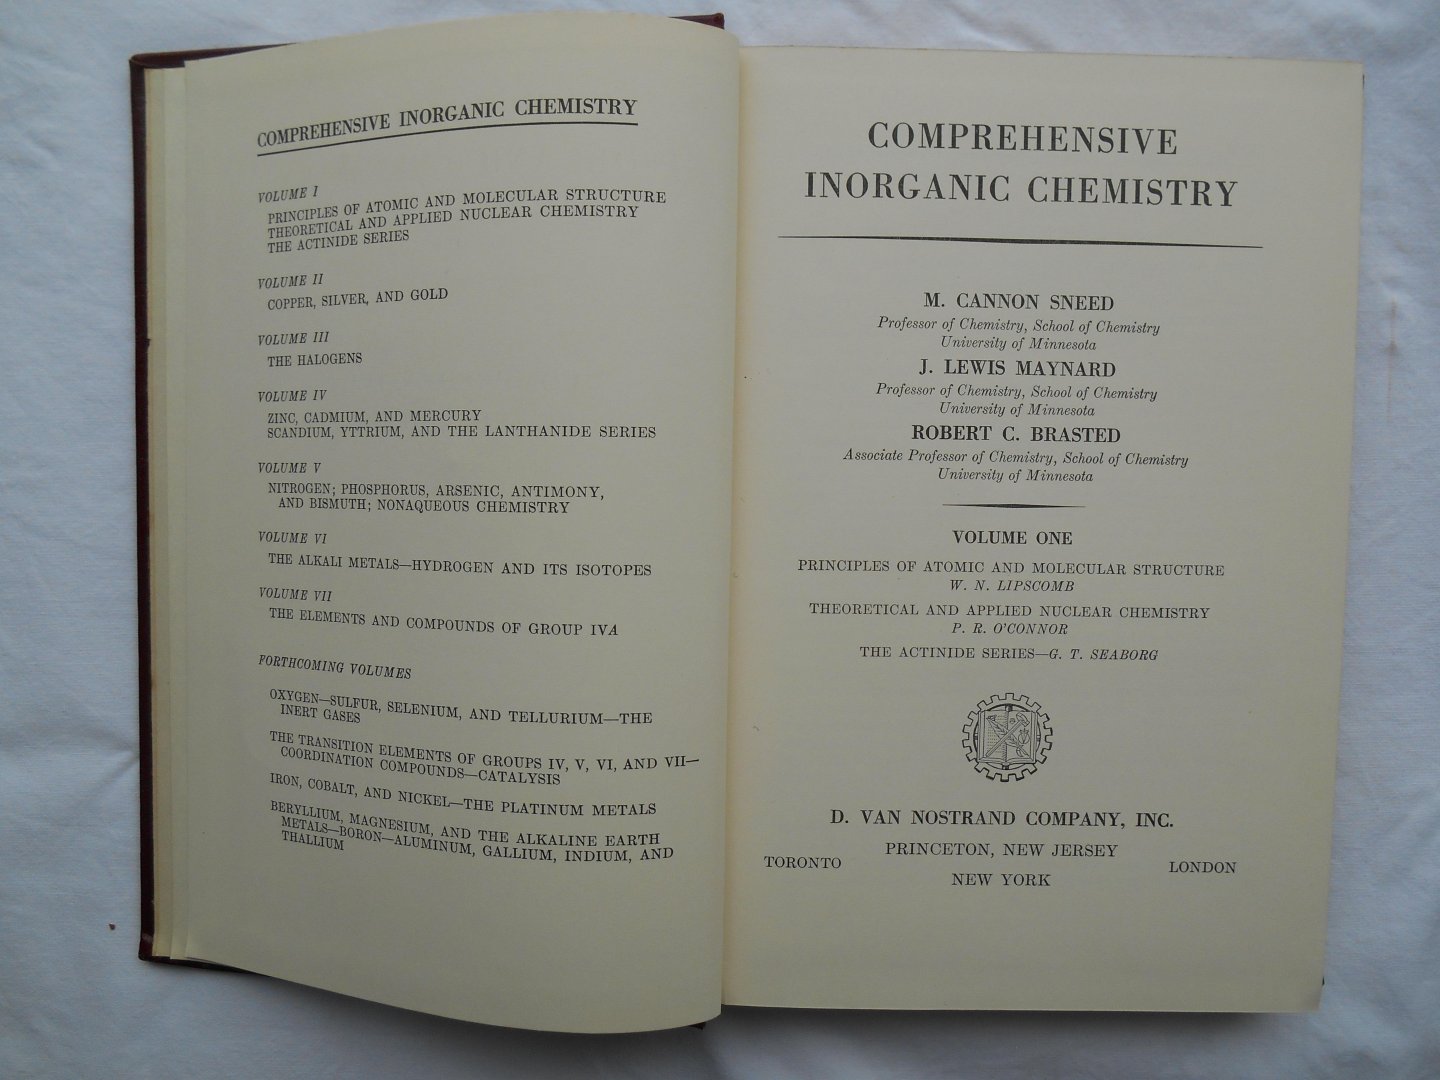 COMPREHENSIVE INORGANIC CHEMISTRY
VOLUME I
PRINCIPLES OF ATOMIC AND MOLECULAR STRUCTURE
THEORETICAL AND APPLIED NUCLEAR CHEMISTRY
THE ACTINIDE SERIES
VOLUME II
COPPER, SILVER, AND GOLD
VOLUME III
THE HALOGENS
VOLUME IV
ZINC, CADMIUM, AND MERCURY
SCANDIUM, YTTRIUM, AND THE LANTHANIDE SERIES
VOLUME V
NITROGEN; PHOSPHORUS, ARSENIC, ANTIMONY,
AND BISMUTH; NONAQUEOUS CHEMISTRY
VOLUME VI
THE ALKALI METALS—HYDROGEN AND ITS ISOTOPES
VOLUME VII
THE ELEMENTS AND COMPOUNDS OF GROUP IVA
FORTHCOMING VOLUMES
OXYGEN—SULFUR, SELENIUM, AND TELLURIUM—THE
INERT GASES
THE TRANSITION ELEMENTS OF GROUPS IV, V, VI, AND VII—
COORDINATION COMPOUNDS—CATALYSIS
IRON, COBALT, AND NICKEL—THE PLATINUM METALS
BERYLLIUM, MAGNESIUM, AND THE ALKALINE EARTH
METALS—BORON—ALUMINUM, GALLIUM, INDIUM, AND
THALLIUM
COMPREHENSIVE
INORGANIC CHEMISTRY
M. CANNON SNEED
Professor of Chemistry, School of Chemistry
University of Minnesota
J. LEWIS MAYNARD
Professor of Chemistry, School of Chemistry
University of Minnesota
ROBERT C. BRASTED
Associate Professor of Chemistry, School of Chemistry
University of Minnesota
VOLUME ONE
PRINCIPLES OF ATOMIC AND MOLECULAR STRUCTURE
W. N. LIPSCOMB
THEORETICAL AND APPLIED NUCLEAR CHEMISTRY
P. R. O'CONNOR
THE ACTINIDE SERIES—G. T. SEABORG
D. VAN NOSTRAND COMPANY, INC.
PRINCETON, NEW JERSEY
TORONTO LONDON
NEW YORK